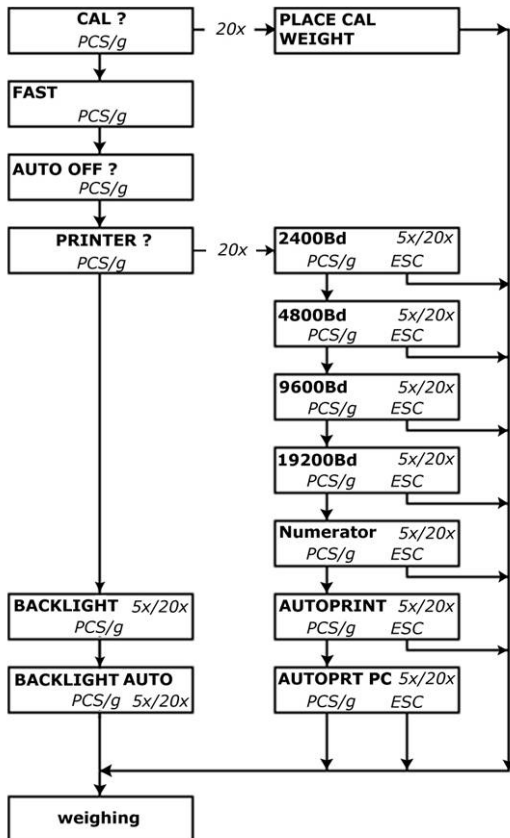 CAL ?
PCS/g
20x
PLACE CAL
WEIGHT
FAST
PCS/g
AUTO OFF ?
PCS/g
PRINTER ?
PCS/g
20x
2400Bd 5x/20x
PCS/g ESC
4800Bd 5x/20x
PCS/g ESC
9600Bd 5x/20x
PCS/g ESC
19200Bd 5x/20x
PCS/g ESC
Numerator 5x/20x
PCS/g ESC
AUTOPRINT 5x/20x
PCS/g ESC
AUTOPRT PC 5x/20x
PCS/g ESC
BACKLIGHT 5x/20x
PCS/g
BACKLIGHT AUTO
PCS/g 5x/20x
weighing